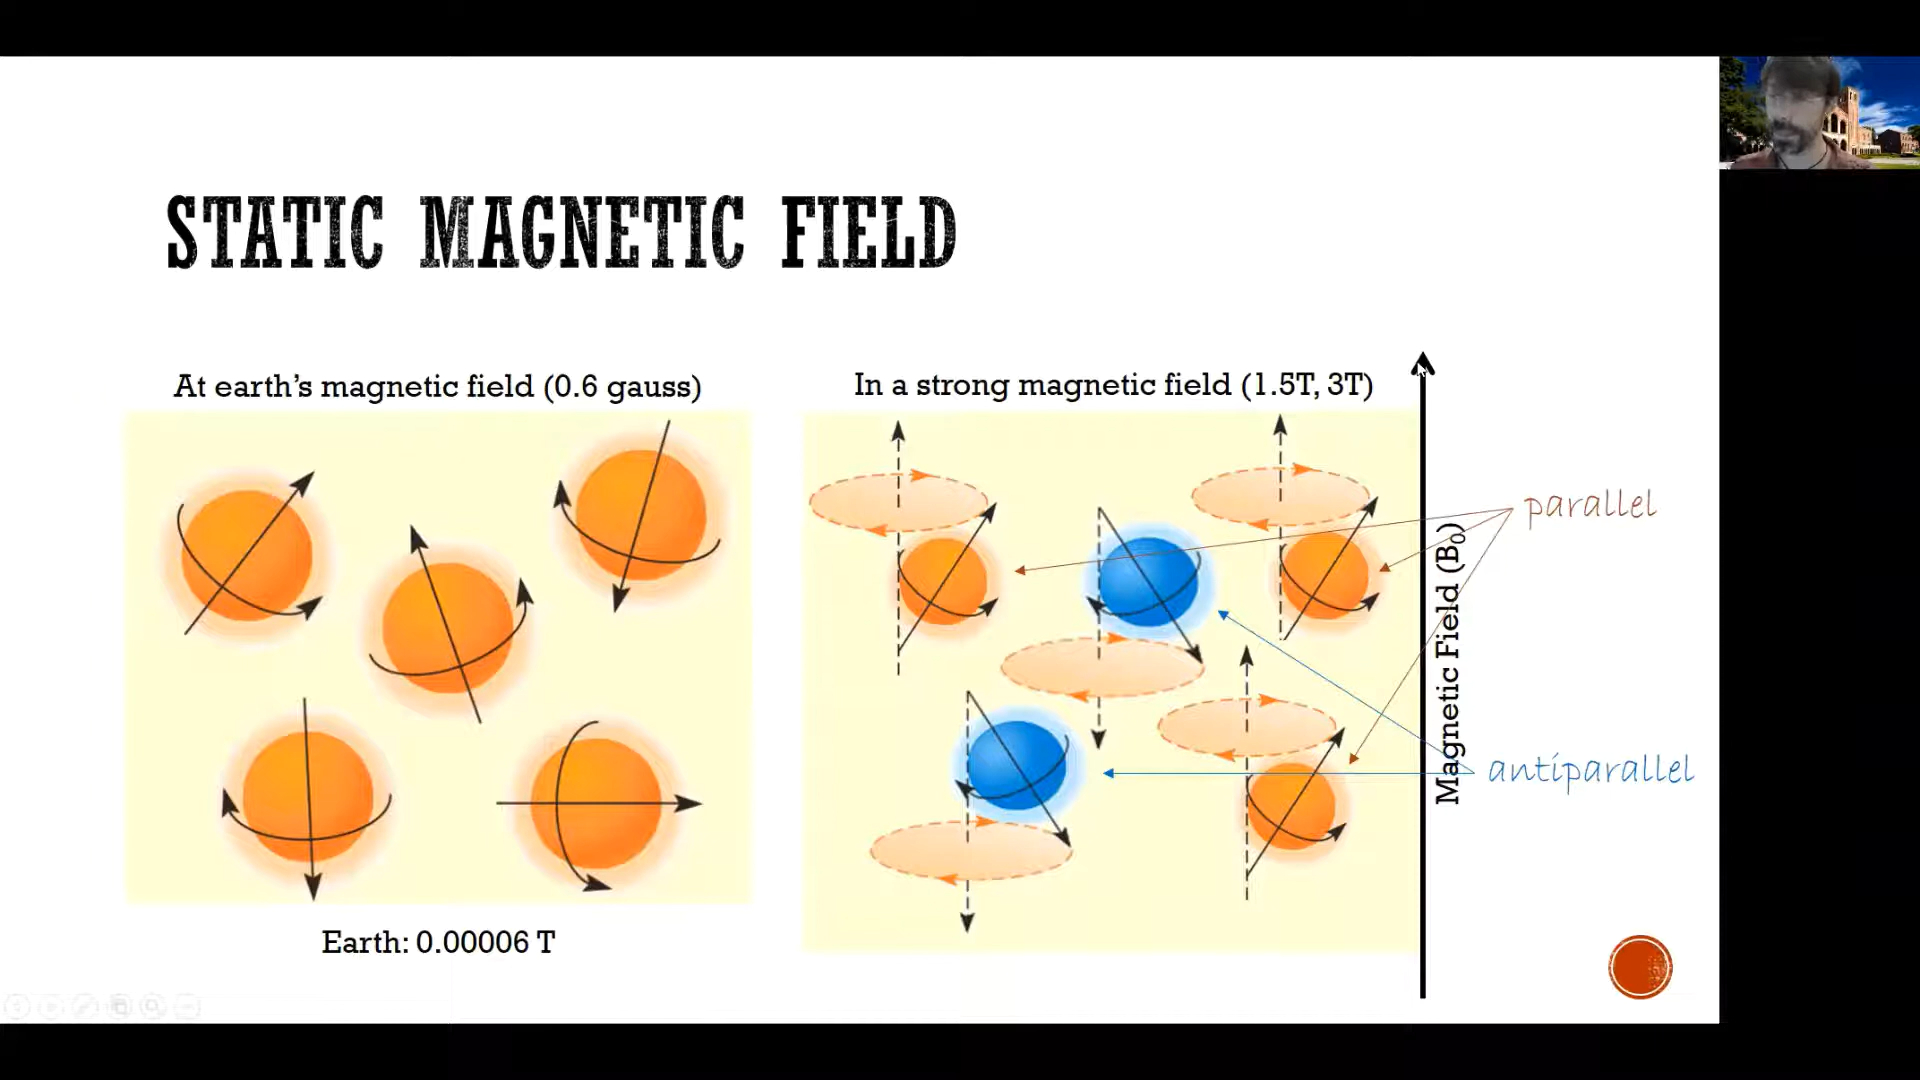 STATIC MAGNETIC FIELD
At earth's magnetic field (0.6 gauss)
In a strong magnetic field (1.5T, 3T)
parallel
Magnetic Field (B₀)
antiparallel
Earth: 0.00006 T